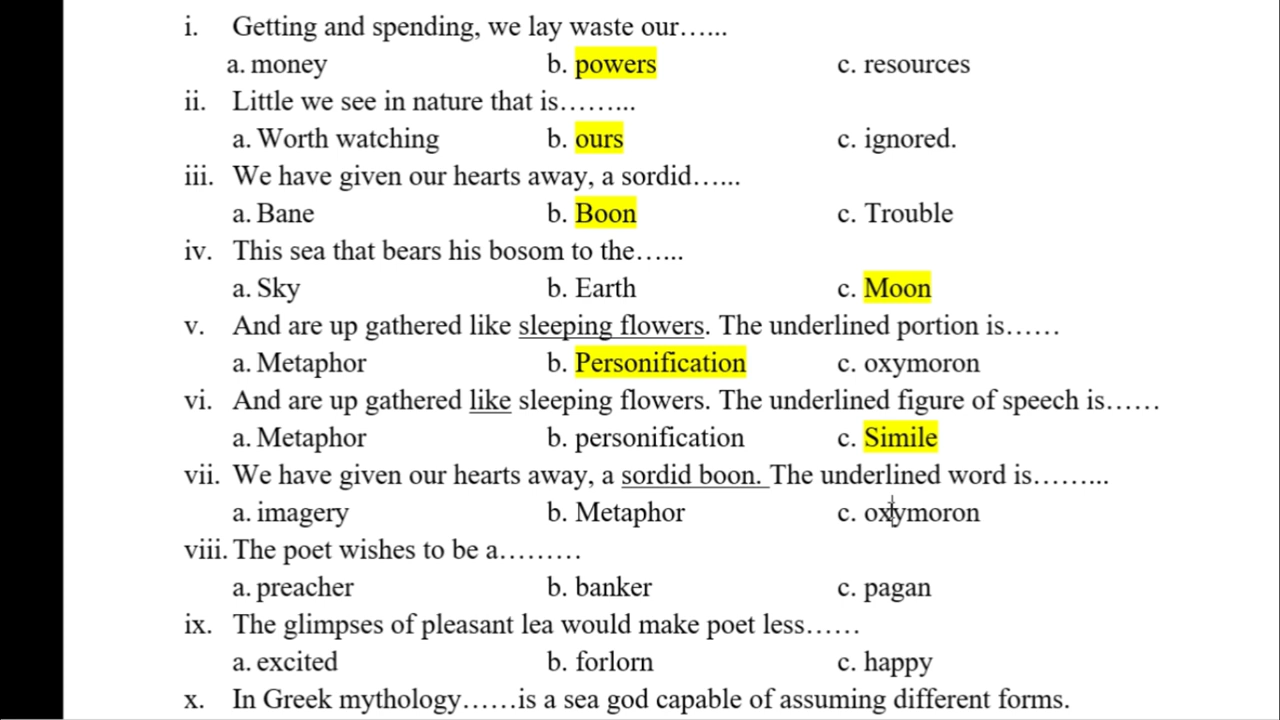 i. Getting and spending, we lay waste our…...
a. money b. powers c. resources
ii. Little we see in nature that is……...
a. Worth watching b. ours c. ignored.
iii. We have given our hearts away, a sordid…...
a. Bane b. Boon c. Trouble
iv. This sea that bears his bosom to the…...
a. Sky b. Earth c. Moon
v. And are up gathered like sleeping flowers. The underlined portion is……
a. Metaphor b. Personification c. oxymoron
vi. And are up gathered like sleeping flowers. The underlined figure of speech is……
a. Metaphor b. personification c. Simile
vii. We have given our hearts away, a sordid boon. The underlined word is……...
a. imagery b. Metaphor c. oxymoron
viii. The poet wishes to be a………
a. preacher b. banker c. pagan
ix. The glimpses of pleasant lea would make poet less……
a. excited b. forlorn c. happy
x. In Greek mythology……is a sea god capable of assuming different forms.